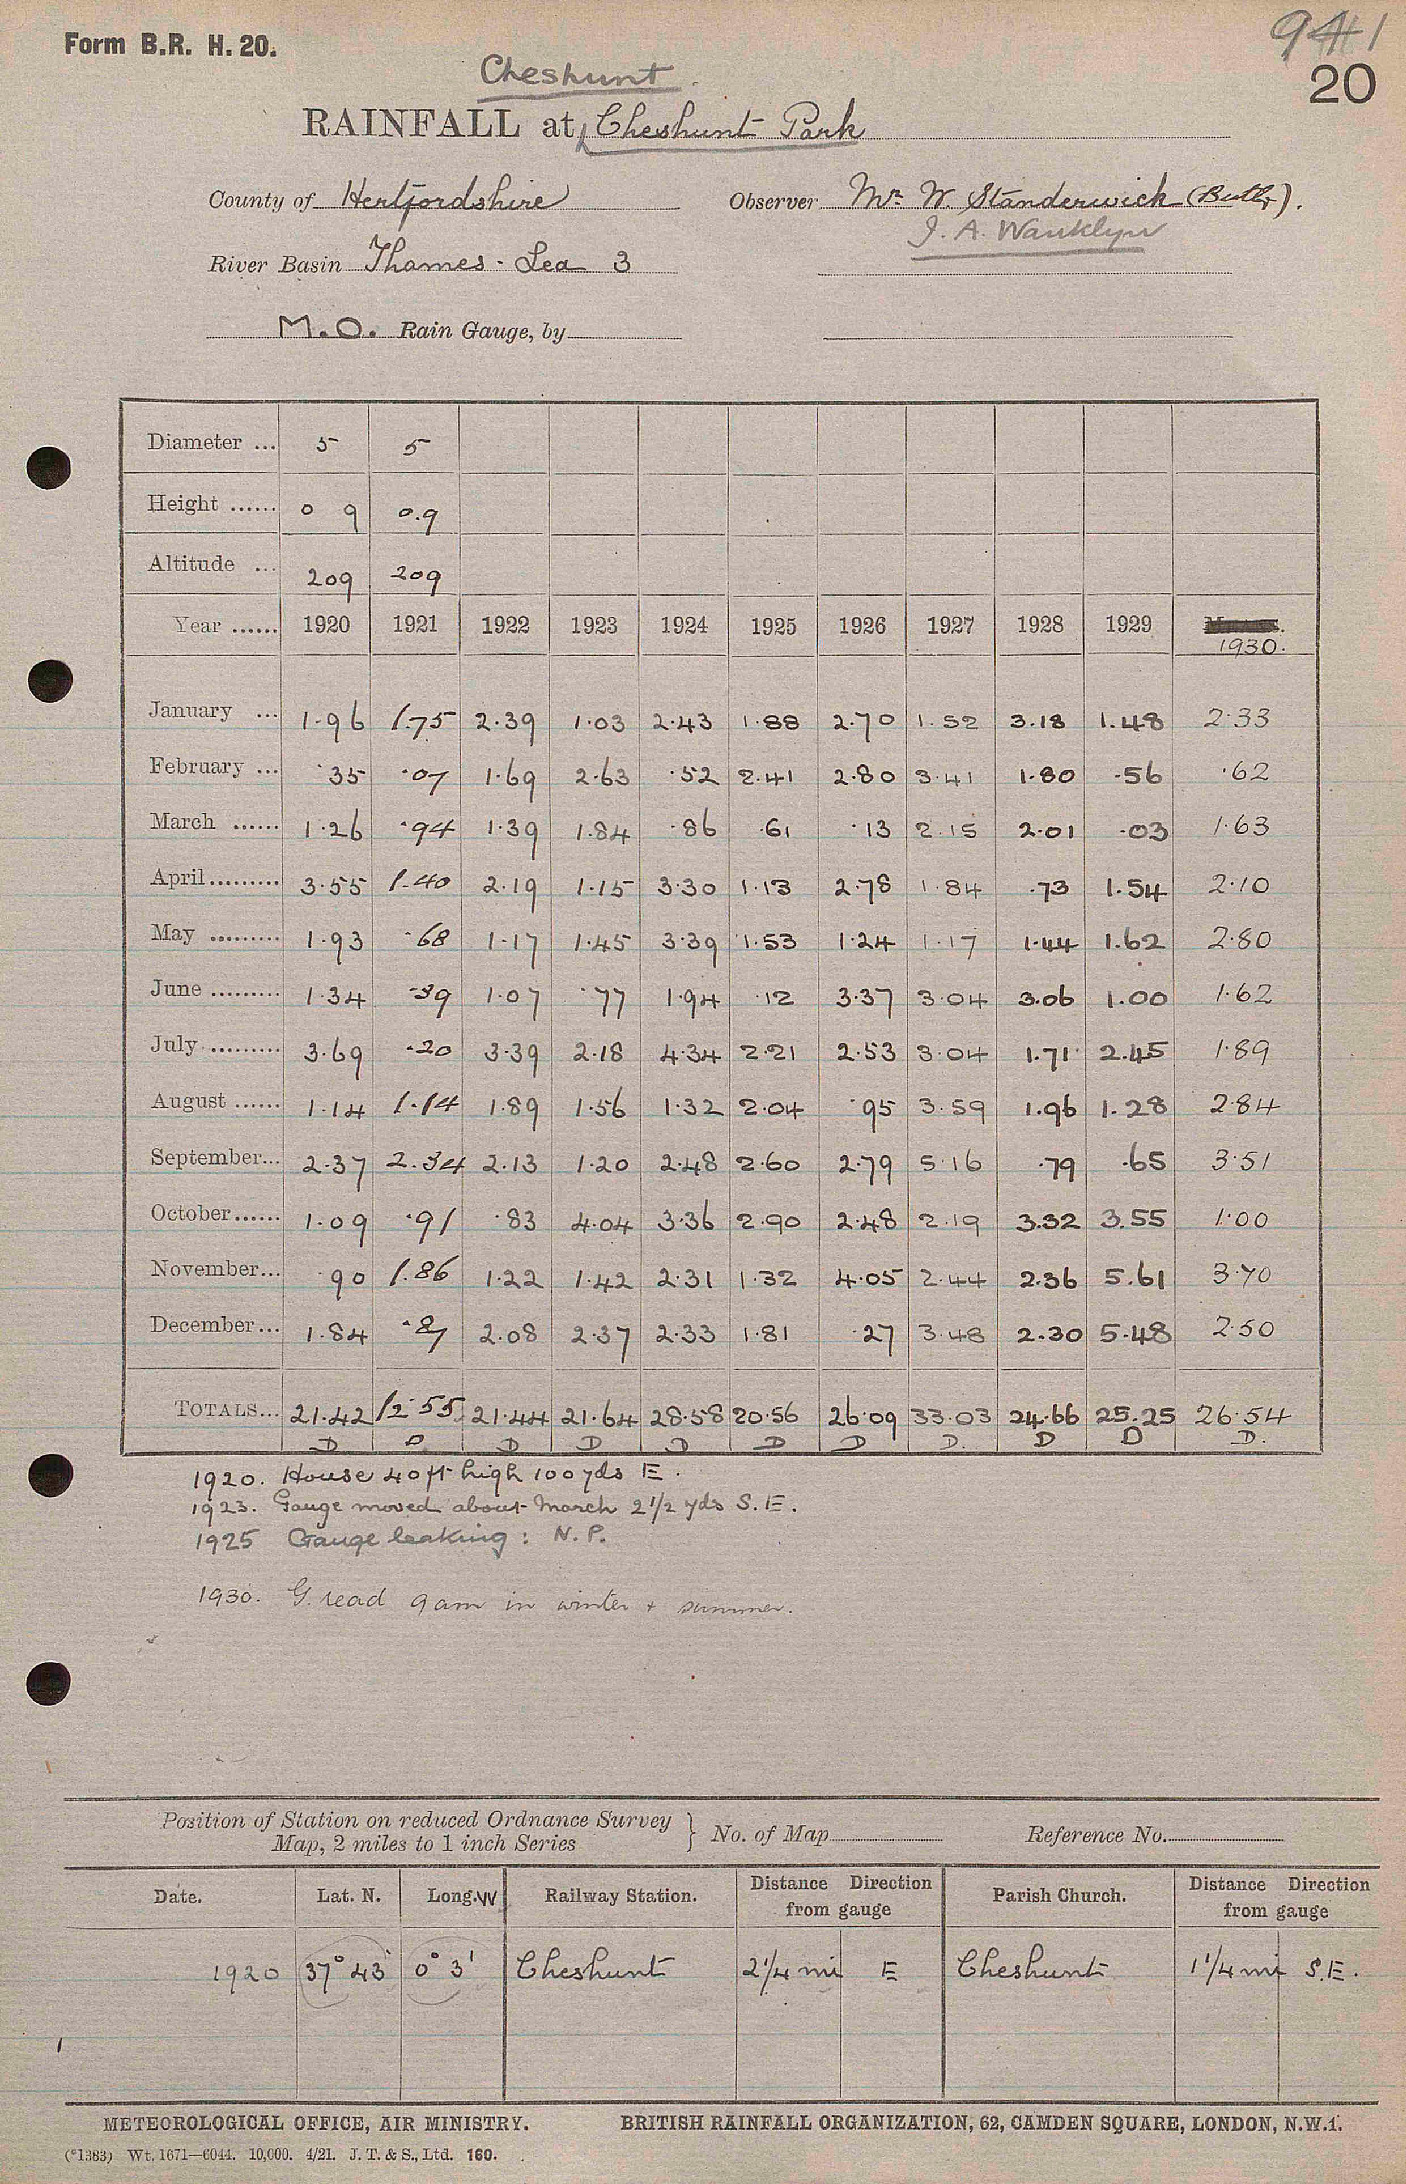 Form B.R. H. 20.
941
20
Cheshunt
RAINFALL at Cheshunt Park
County of Hertfordshire Observer Mr. W. Standerwick (Butler).
J. A. Wanklyn
River Basin Thames - Lea 3
M.O. Rain Gauge, by
Diameter ... 5 5
Height ...... 0 9 0.9
Altitude ... 209 209
Year ...... 1920 1921 1922 1923 1924 1925 1926 1927 1928 1929 1930.
January ... 1.96 1.75 2.39 1.03 2.43 1.88 2.70 1.52 3.18 1.48 2.33
February ... .35 .07 1.69 2.63 .52 2.41 2.80 3.41 1.80 .56 .62
March ...... 1.26 .94 1.39 1.84 .86 .61 .13 2.15 2.01 .03 1.63
April ......... 3.55 1.40 2.19 1.15 3.30 1.13 2.78 1.84 .73 1.54 2.10
May ......... 1.93 .68 1.17 1.45 3.39 1.53 1.24 1.17 1.44 1.62 2.80
June ......... 1.34 .39 1.07 .77 1.94 .12 3.37 3.04 3.06 1.00 1.62
July ......... 3.69 .20 3.39 2.18 4.34 2.21 2.53 3.04 1.71 2.45 1.89
August ...... 1.14 1.14 1.89 1.56 1.32 2.04 .95 3.59 1.96 1.28 2.84
September... 2.37 2.34 2.13 1.20 2.48 2.60 2.79 5.16 .79 .65 3.51
October...... 1.09 .91 .83 4.04 3.36 2.90 2.48 2.19 3.32 3.55 1.00
November... .90 1.86 1.22 1.42 2.31 1.32 4.05 2.44 2.36 5.61 3.70
December... 1.84 .87 2.08 2.37 2.33 1.81 .27 3.48 2.30 5.48 2.50
TOTALS... 21.42 12.55 21.44 21.64 28.58 20.56 26.09 33.03 24.66 25.25 26.54
D D D D D D D D. D D D.
1920. House 40 ft high 100 yds E.
1923. Gauge moved about March 2 1/2 yds S.E.
1925 Gauge leaking: N.P.
1930. G. read 9am in winter + summer.
Position of Station on reduced Ordnance Survey
Map, 2 miles to 1 inch Series } No. of Map Reference No.
Date. Lat. N. Long. W Railway Station. Distance Direction from gauge Parish Church. Distance Direction from gauge
1920 37° 43' 0° 3' Cheshunt 2 1/4 mi E Cheshunt 1 1/4 mi S.E.
METEOROLOGICAL OFFICE, AIR MINISTRY. BRITISH RAINFALL ORGANIZATION, 62, CAMDEN SQUARE, LONDON, N.W.1.
(*1383) Wt. 1671—6044. 10,000. 4/21. J. T. & S., Ltd. 160.